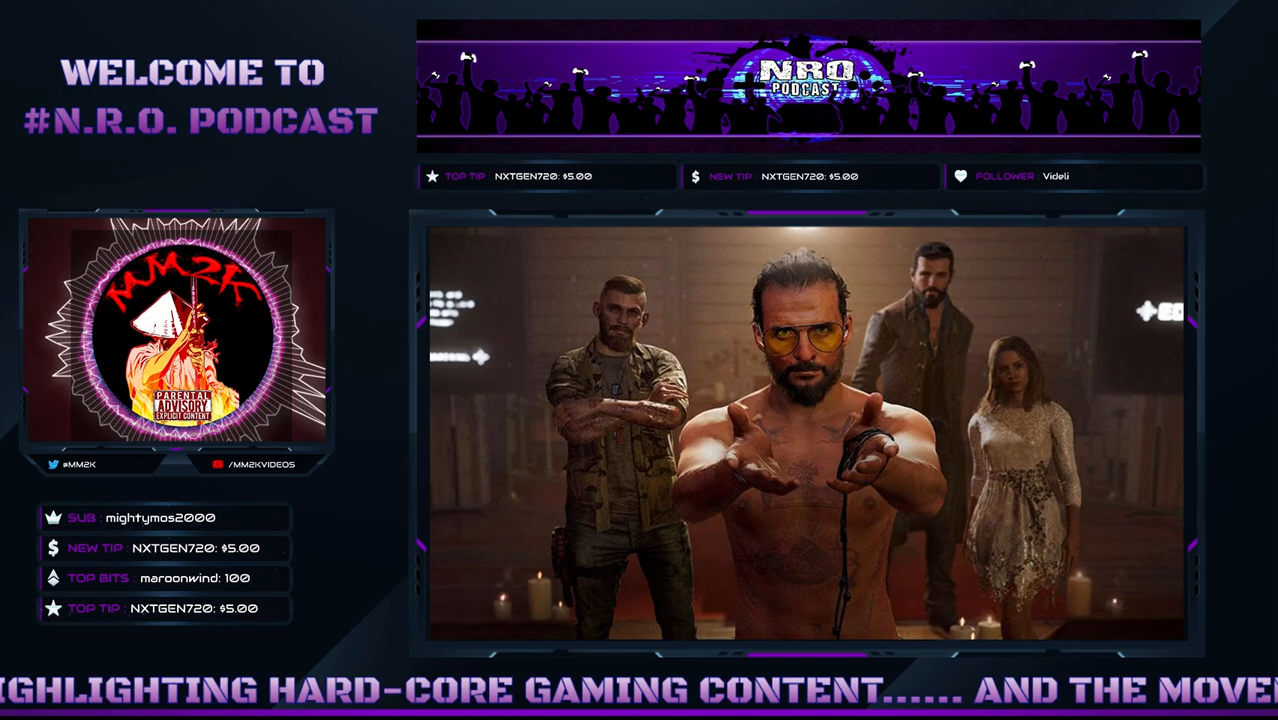 WELCOME TO
#N.R.O. PODCAST
NRO
PODCAST
TOP TIP : NXTGEN720: $5.00
NEW TIP : NXTGEN720: $5.00
FOLLOWER : Videli
MM2K
PARENTAL
ADVISORY
EXPLICIT CONTENT
@MM2K
/MM2KVIDEOS
SUB : mightymos2000
NEW TIP : NXTGEN720: $5.00
TOP BITS : maroonwind: 100
TOP TIP : NXTGEN720: $5.00
IGHLIGHTING HARD-CORE GAMING CONTENT...... AND THE MOVE